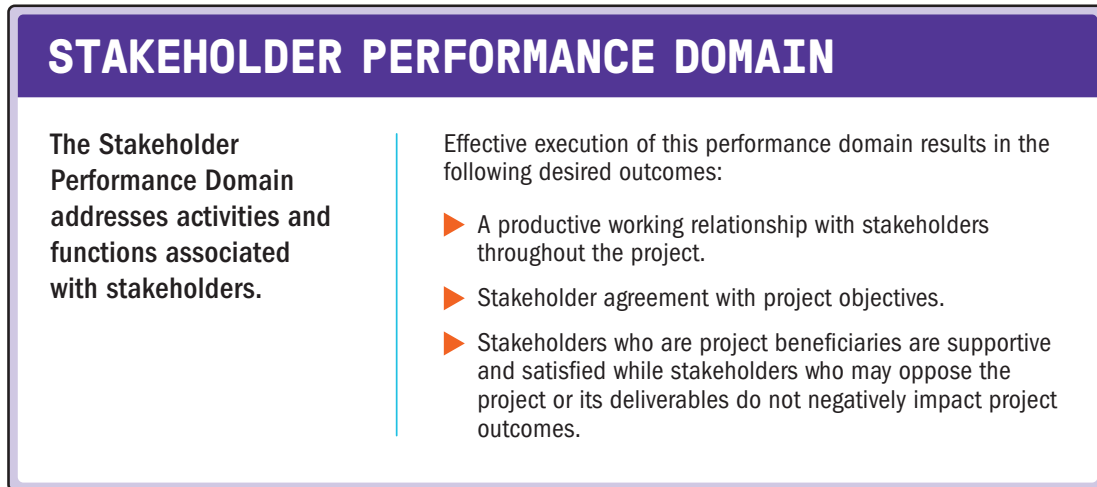 STAKEHOLDER PERFORMANCE DOMAIN
The Stakeholder
Performance Domain
addresses activities and
functions associated
with stakeholders.
Effective execution of this performance domain results in the
following desired outcomes:
A productive working relationship with stakeholders
throughout the project.
Stakeholder agreement with project objectives.
Stakeholders who are project beneficiaries are supportive
and satisfied while stakeholders who may oppose the
project or its deliverables do not negatively impact project
outcomes.